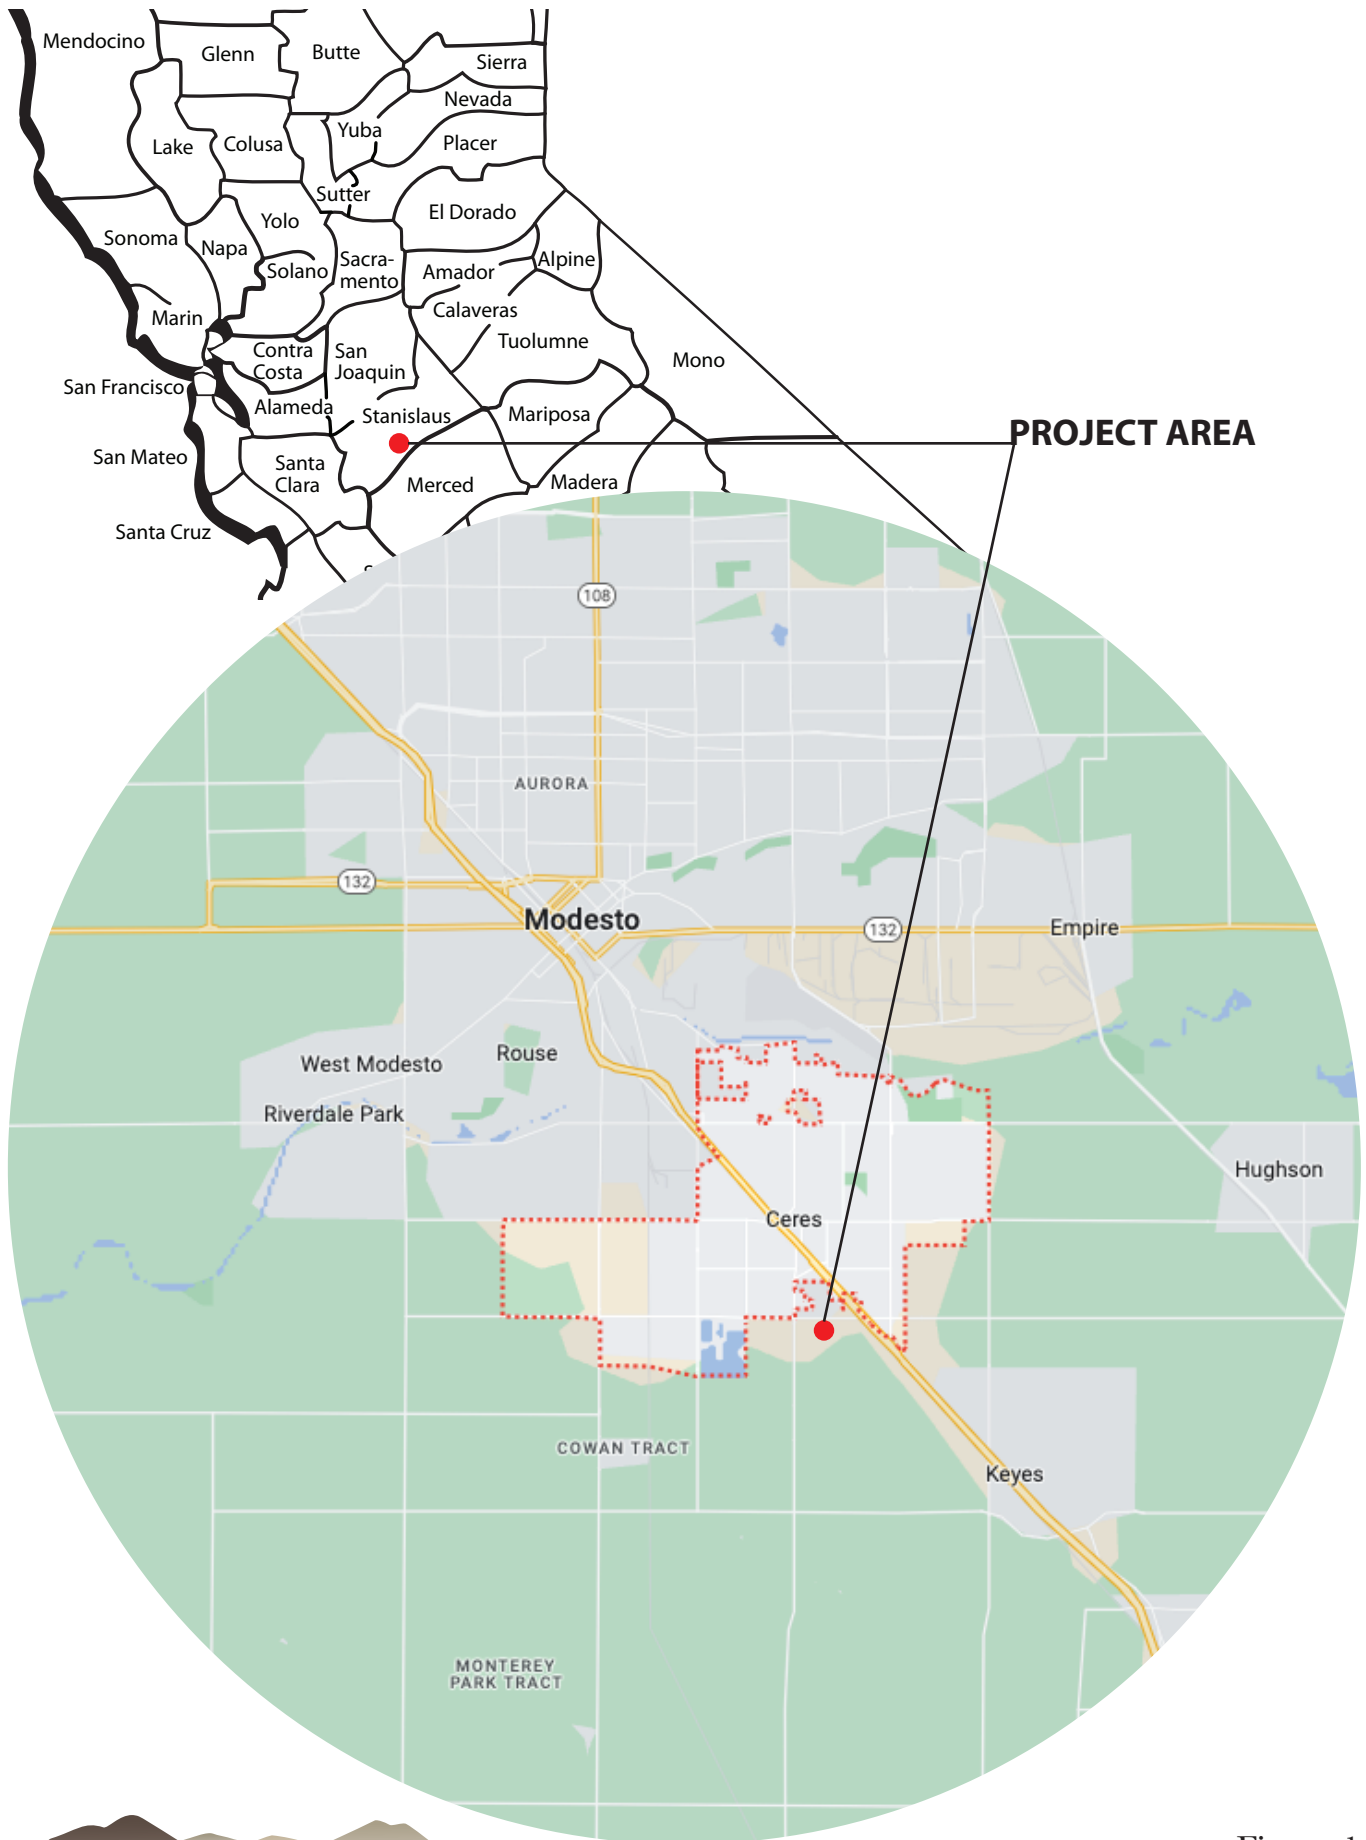 Mendocino
Glenn
Butte
Sierra
Nevada
Yuba
Placer
Lake
Colusa
Sutter
El Dorado
Yolo
Sonoma
Napa
Solano
Sacra-
mento
Amador
Alpine
Calaveras
Marin
Tuolumne
Contra
Costa
San
Joaquin
Mono
San Francisco
Alameda
Stanislaus
Mariposa
PROJECT AREA
San Mateo
Santa
Clara
Merced
Madera
Santa Cruz
108
AURORA
132
Modesto
132
Empire
West Modesto
Rouse
Riverdale Park
Hughson
Ceres
COWAN TRACT
Keyes
MONTEREY
PARK TRACT